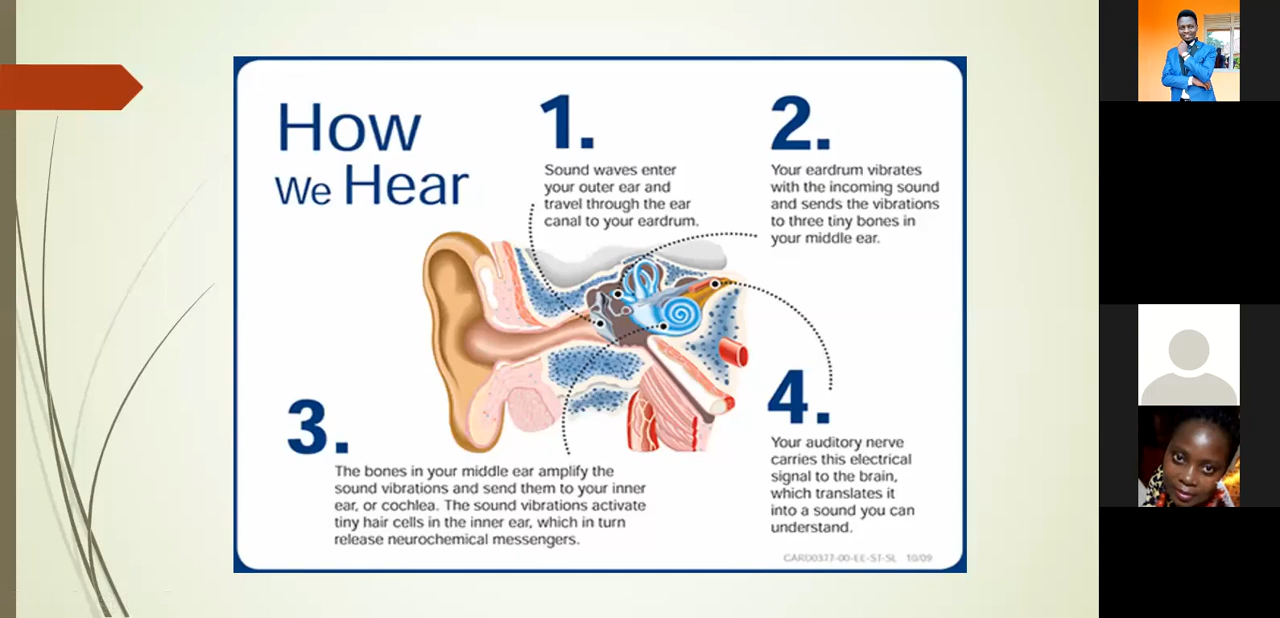 How
We Hear
1.
Sound waves enter
your outer ear and
travel through the ear
canal to your eardrum.
2.
Your eardrum vibrates
with the incoming sound
and sends the vibrations
to three tiny bones in
your middle ear.
3.
The bones in your middle ear amplify the
sound vibrations and send them to your inner
ear, or cochlea. The sound vibrations activate
tiny hair cells in the inner ear, which in turn
release neurochemical messengers.
4.
Your auditory nerve
carries this electrical
signal to the brain,
which translates it
into a sound you can
understand.
10/09